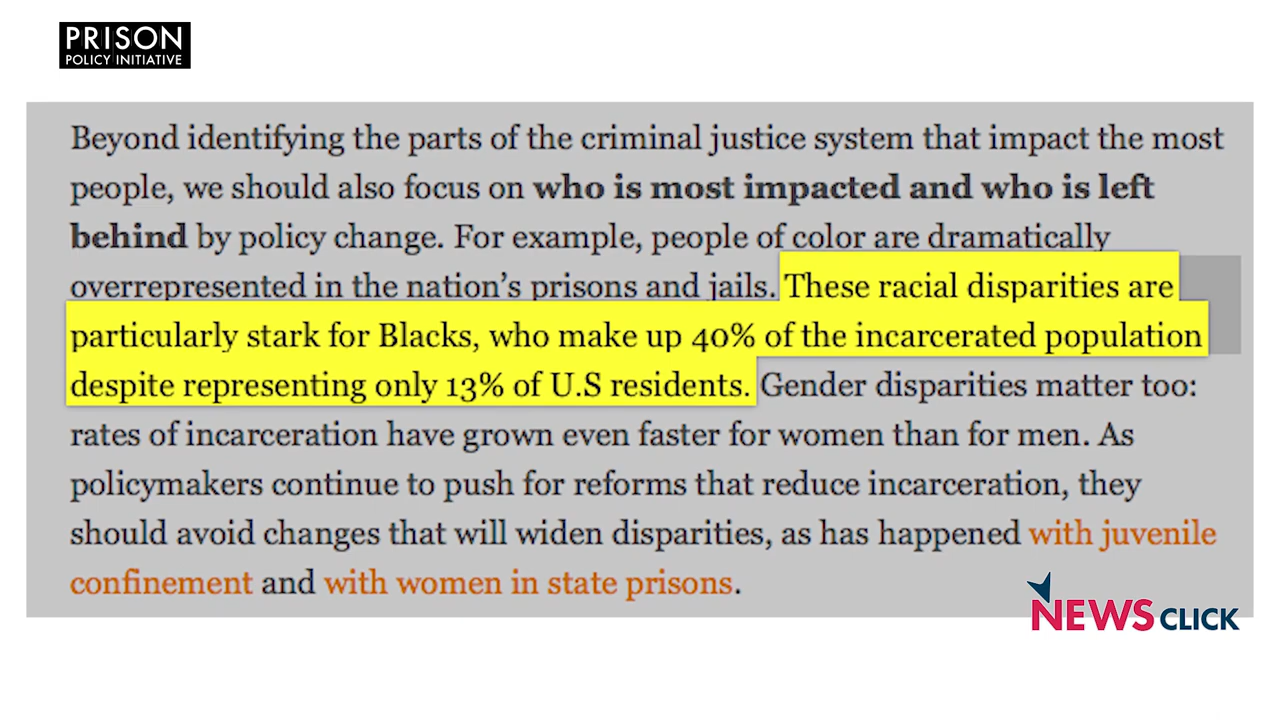 PRISON
POLICY INITIATIVE
Beyond identifying the parts of the criminal justice system that impact the most
people, we should also focus on who is most impacted and who is left
behind by policy change. For example, people of color are dramatically
overrepresented in the nation's prisons and jails. These racial disparities are
particularly stark for Blacks, who make up 40% of the incarcerated population
despite representing only 13% of U.S residents. Gender disparities matter too:
rates of incarceration have grown even faster for women than for men. As
policymakers continue to push for reforms that reduce incarceration, they
should avoid changes that will widen disparities, as has happened with juvenile
confinement and with women in state prisons.
NEWSCLICK